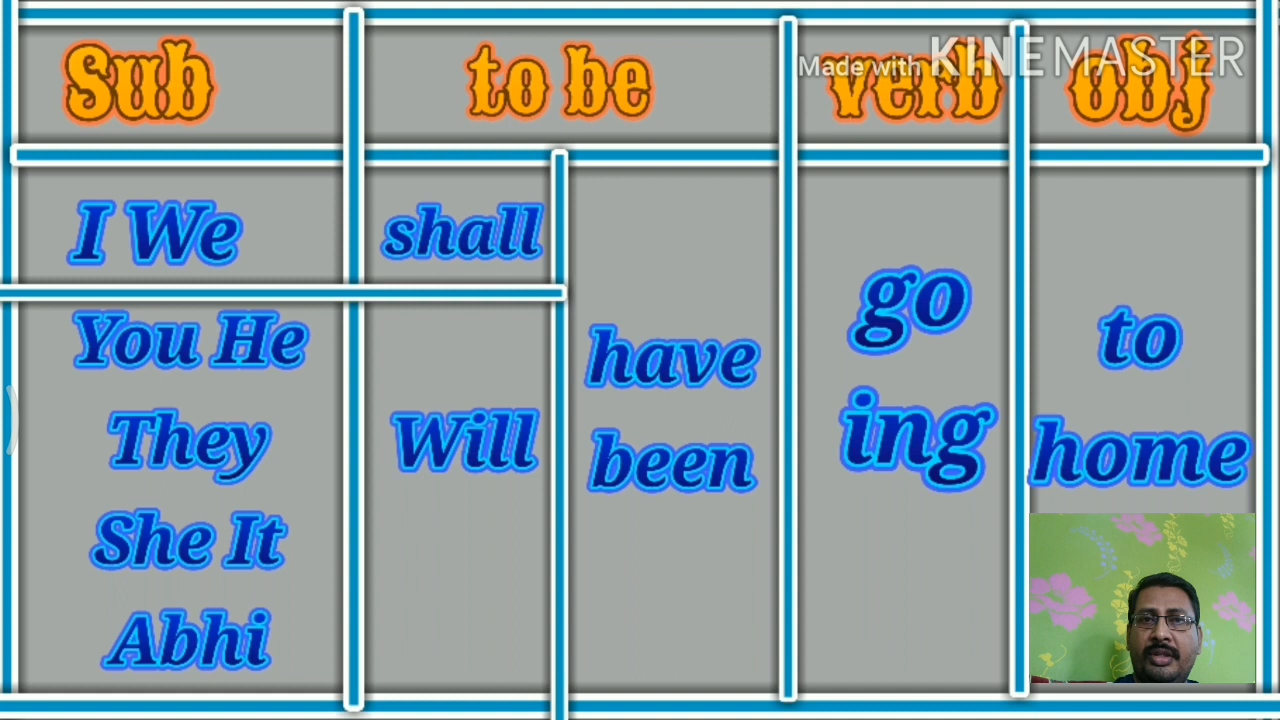 Sub to be verb obj
Made with KINEMASTER
I We shall
You He
They
She It
Abhi
Will
have
been
go
ing
to
home